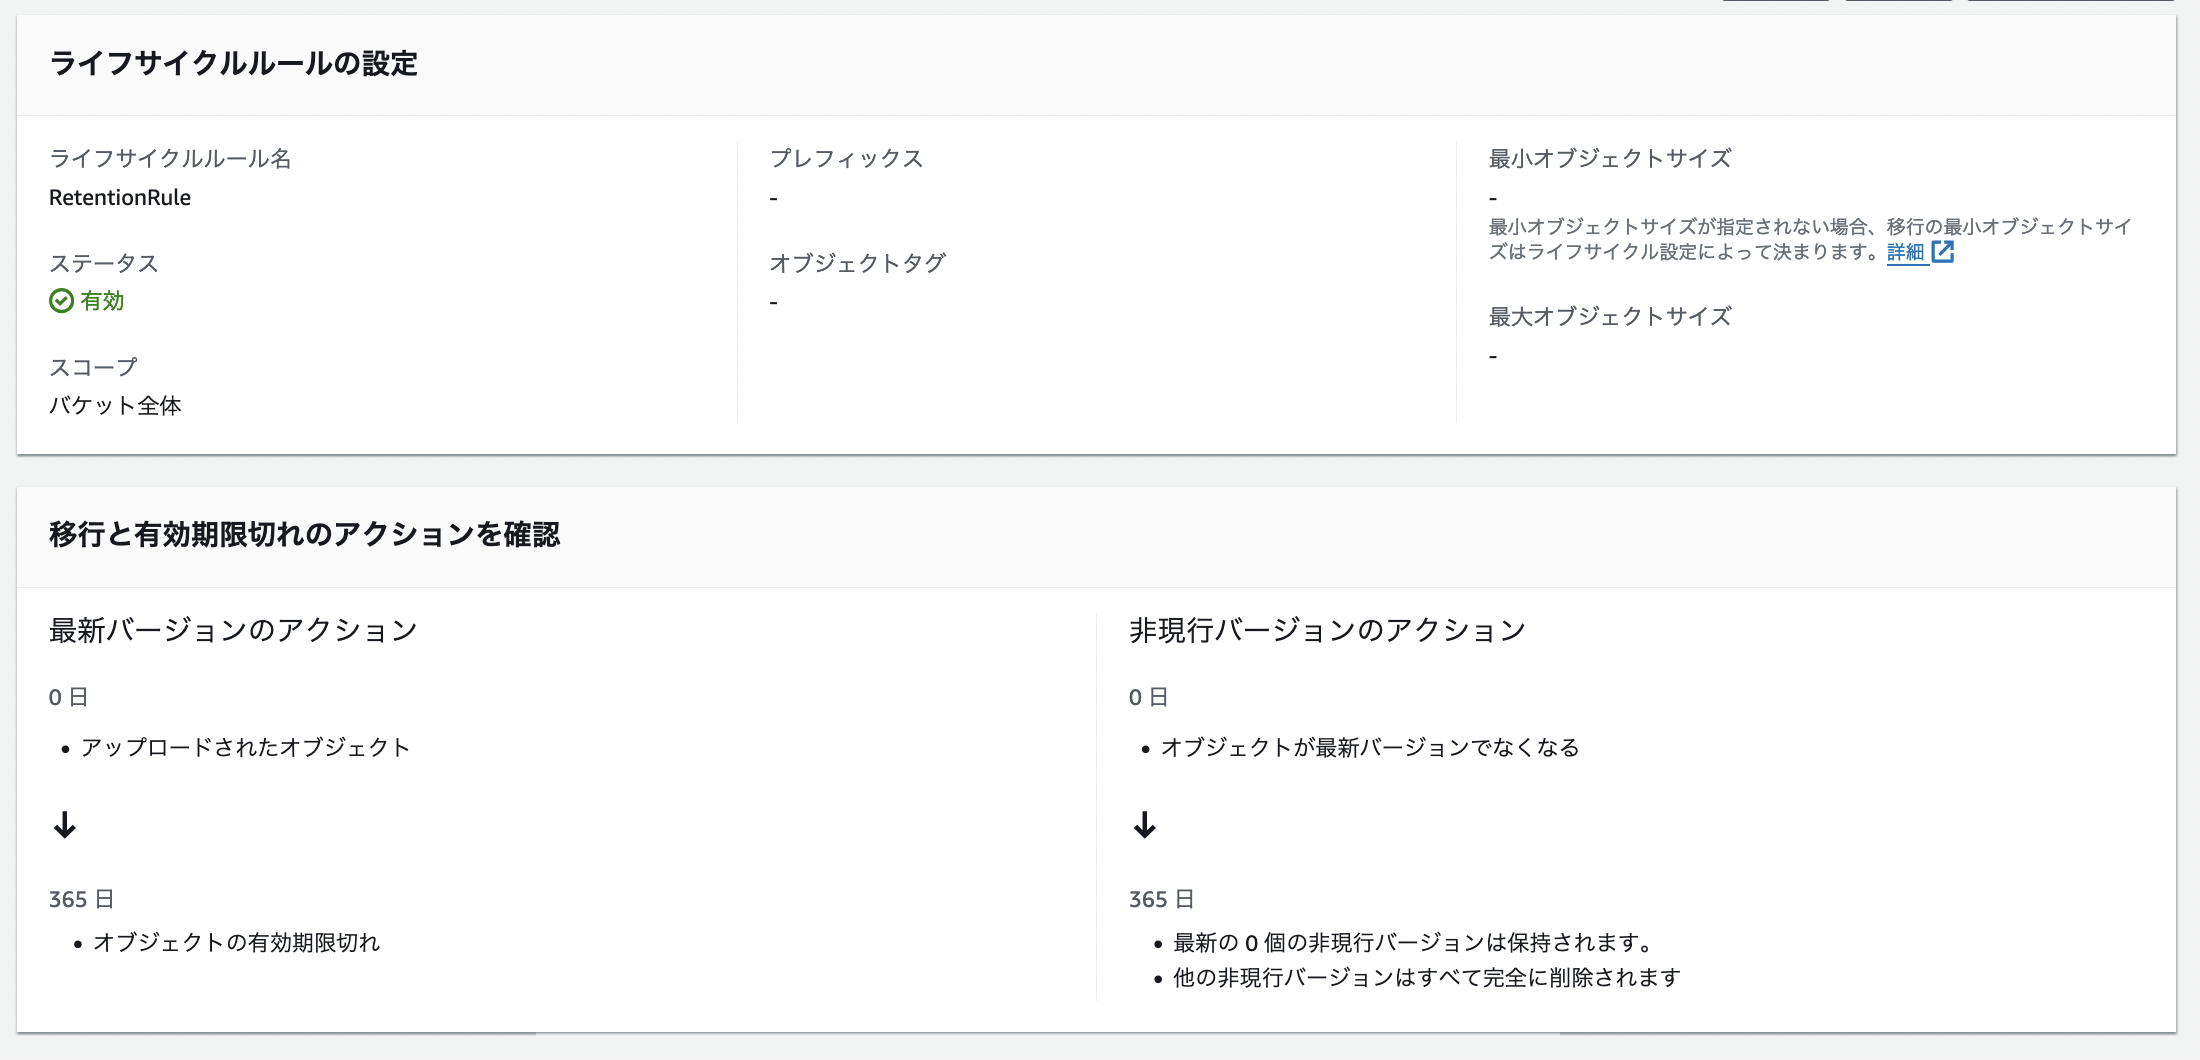 ライフサイクルルールの設定
ライフサイクルルール名
RetentionRule
ステータス
有効
スコープ
バケット全体
プレフィックス
-
オブジェクトタグ
-
最小オブジェクトサイズ
-
最小オブジェクトサイズが指定されない場合、移行の最小オブジェクトサイ
ズはライフサイクル設定によって決まります。詳細
最大オブジェクトサイズ
-
移行と有効期限切れのアクションを確認
最新バージョンのアクション
0 日
• アップロードされたオブジェクト
↓
365 日
• オブジェクトの有効期限切れ
非現行バージョンのアクション
0 日
• オブジェクトが最新バージョンでなくなる
↓
365 日
• 最新の 0 個の非現行バージョンは保持されます。
• 他の非現行バージョンはすべて完全に削除されます